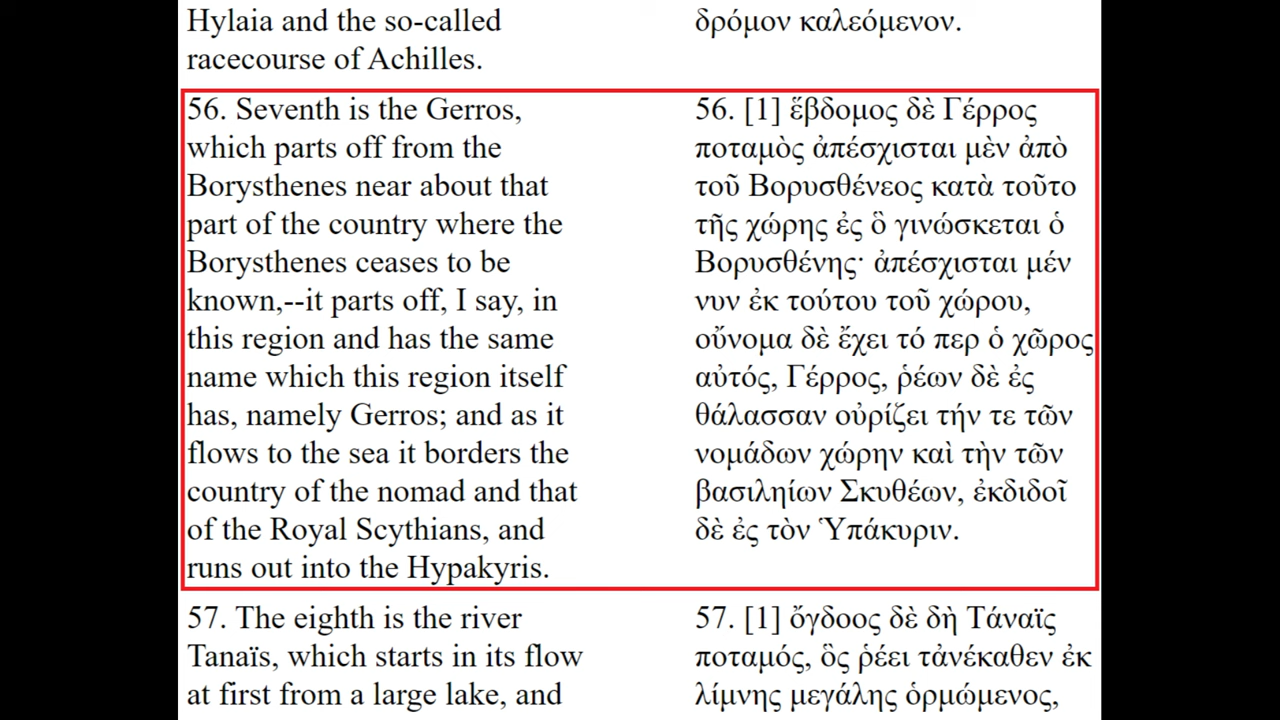 Hylaia and the so-called
racecourse of Achilles.
56. Seventh is the Gerros,
which parts off from the
Borysthenes near about that
part of the country where the
Borysthenes ceases to be
known,--it parts off, I say, in
this region and has the same
name which this region itself
has, namely Gerros; and as it
flows to the sea it borders the
country of the nomad and that
of the Royal Scythians, and
runs out into the Hypakyris.
57. The eighth is the river
Tanaïs, which starts in its flow
at first from a large lake, and
δρόμον καλεόμενον.
56. [1] ἕβδομος δὲ Γέρρος
ποταμὸς ἀπέσχισται μὲν ἀπὸ
τοῦ Βορυσθένεος κατὰ τοῦτο
τῆς χώρης ἐς ὃ γινώσκεται ὁ
Βορυσθένης· ἀπέσχισται μέν
νυν ἐκ τούτου τοῦ χώρου,
οὔνομα δὲ ἔχει τό περ ὁ χῶρος
αὐτός, Γέρρος, ῥέων δὲ ἐς
θάλασσαν οὐρίζει τήν τε τῶν
νομάδων χώρην καὶ τὴν τῶν
βασιληίων Σκυθέων, ἐκδιδοῖ
δὲ ἐς τὸν Ὑπάκυριν.
57. [1] ὄγδοος δὲ δὴ Τάναϊς
ποταμός, ὃς ῥέει τἀνέκαθεν ἐκ
λίμνης μεγάλης ὁρμώμενος,